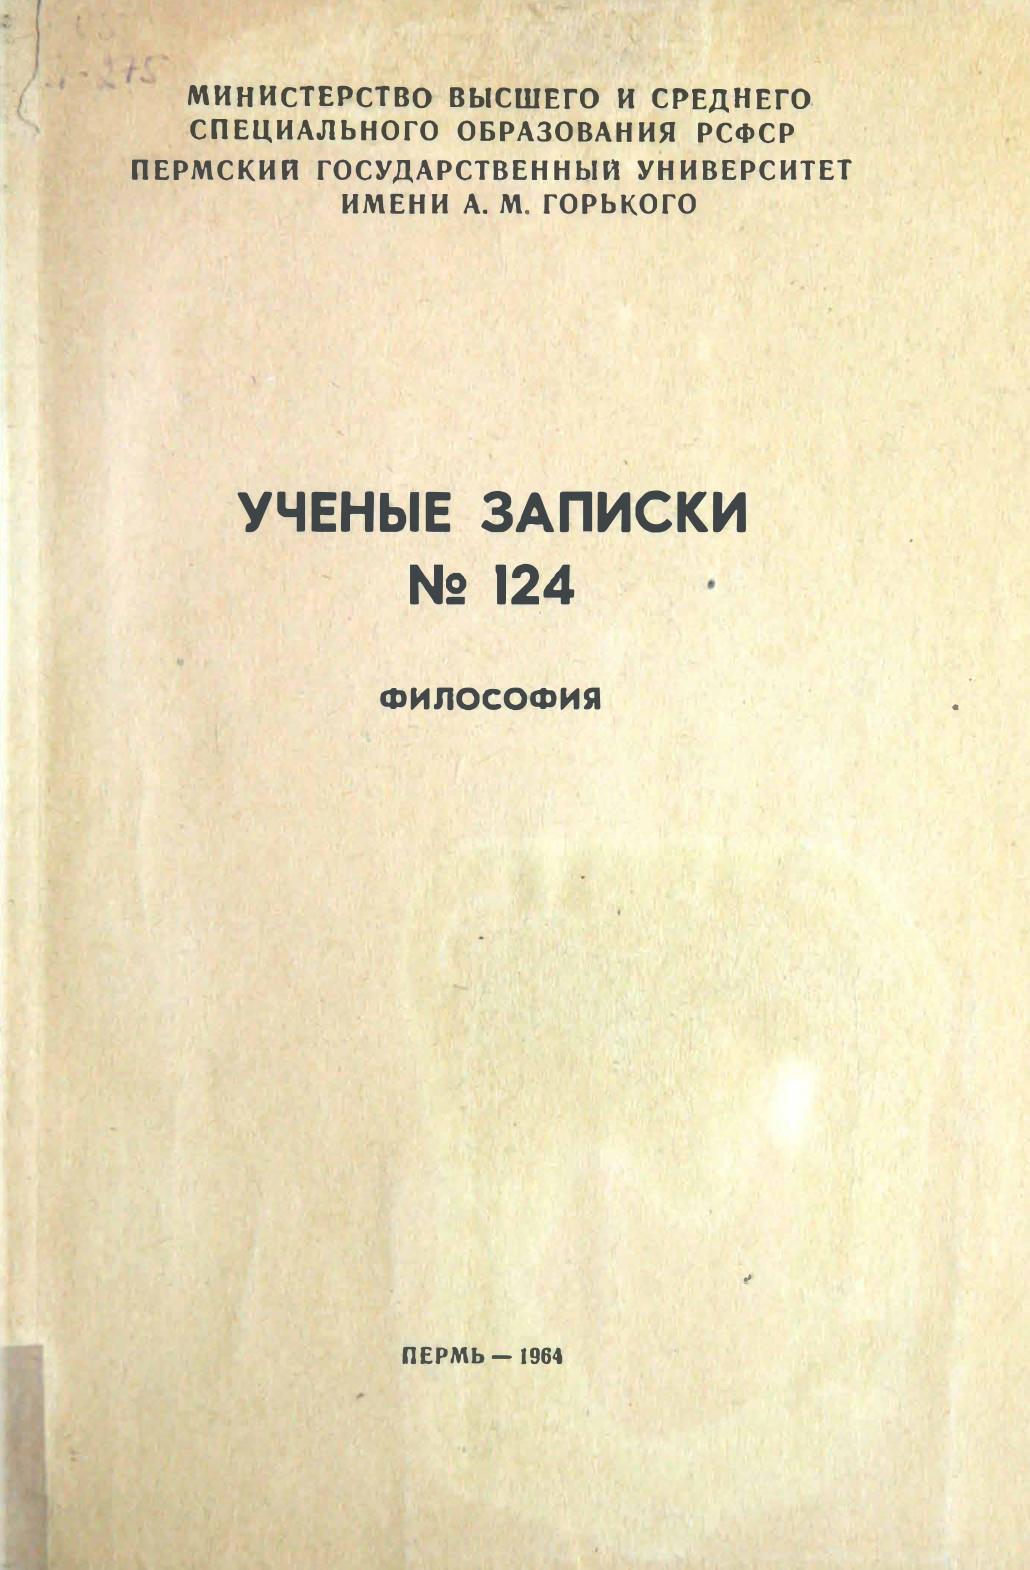 МИНИСТЕРСТВО ВЫСШЕГО И СРЕДНЕГО
СПЕЦИАЛЬНОГО ОБРАЗОВАНИЯ РСФСР
ПЕРМСКИЙ ГОСУДАРСТВЕННЫЙ УНИВЕРСИТЕТ
ИМЕНИ А. М. ГОРЬКОГО
УЧЕНЫЕ ЗАПИСКИ
№ 124
ФИЛОСОФИЯ
ПЕРМЬ — 1964